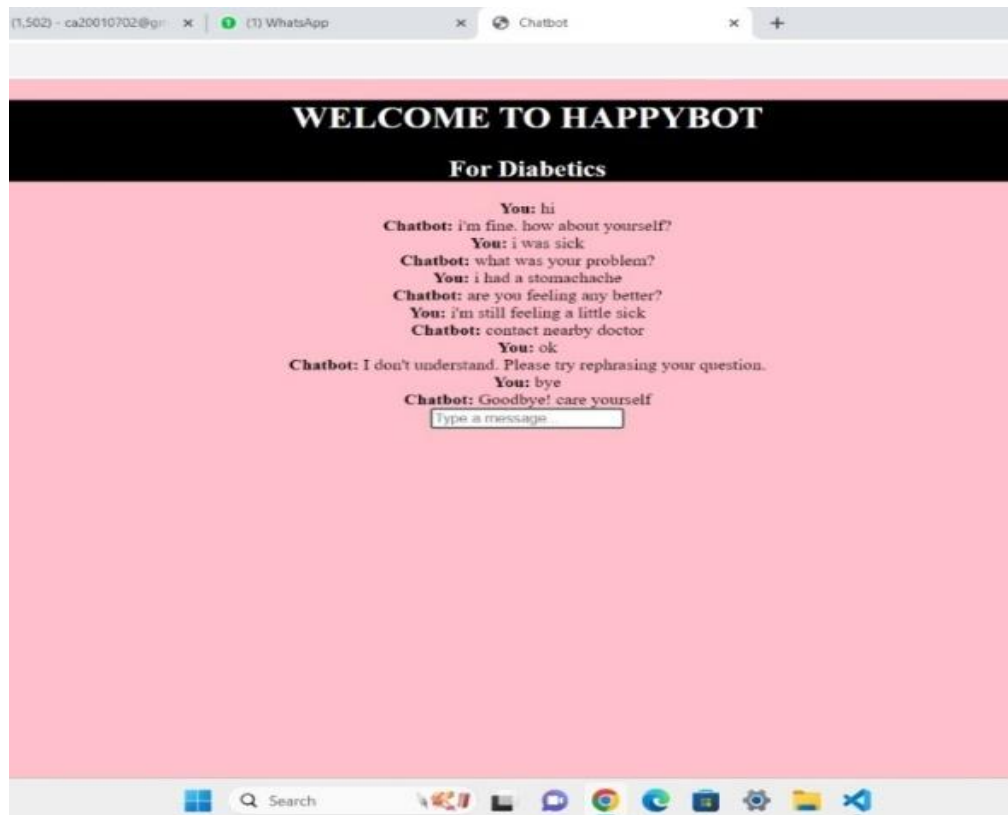 (1,502) - ca20010702@gm
(1) WhatsApp
Chatbot
WELCOME TO HAPPYBOT
For Diabetics
You: hi
Chatbot: i'm fine. how about yourself?
You: i was sick
Chatbot: what was your problem?
You: i had a stomachache
Chatbot: are you feeling any better?
You: i'm still feeling a little sick
Chatbot: contact nearby doctor
You: ok
Chatbot: I don't understand. Please try rephrasing your question.
You: bye
Chatbot: Goodbye! care yourself
Type a message
Search